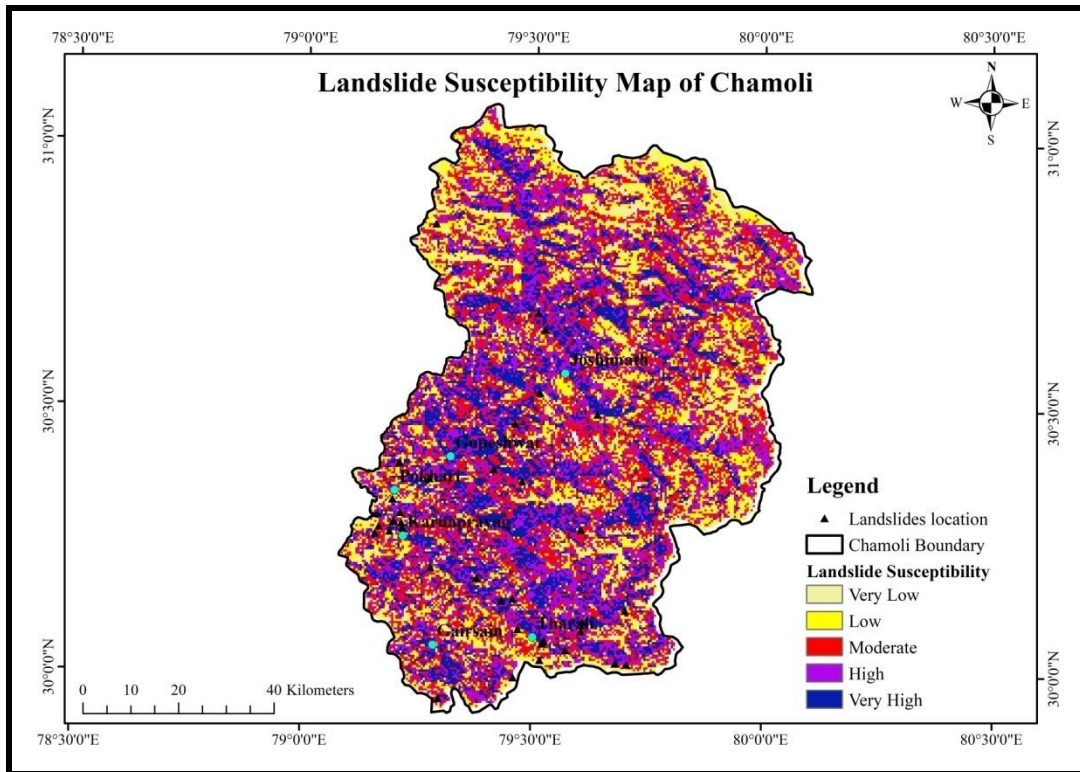 78°30'0"E 79°0'0"E 79°30'0"E 80°0'0"E 80°30'0"E
Landslide Susceptibility Map of Chamoli
N
W E
S
31°0'0"N 31°0'0"N
Joshimath
30°30'0"N 30°30'0"N
Gopeshwar
Pokhari
Karnaprayag
Tharali
Gairsain
30°0'0"N 30°0'0"N
Legend
Landslides location
Chamoli Boundary
Landslide Susceptibility
Very Low
Low
Moderate
High
Very High
0 10 20 40 Kilometers
78°30'0"E 79°0'0"E 79°30'0"E 80°0'0"E 80°30'0"E